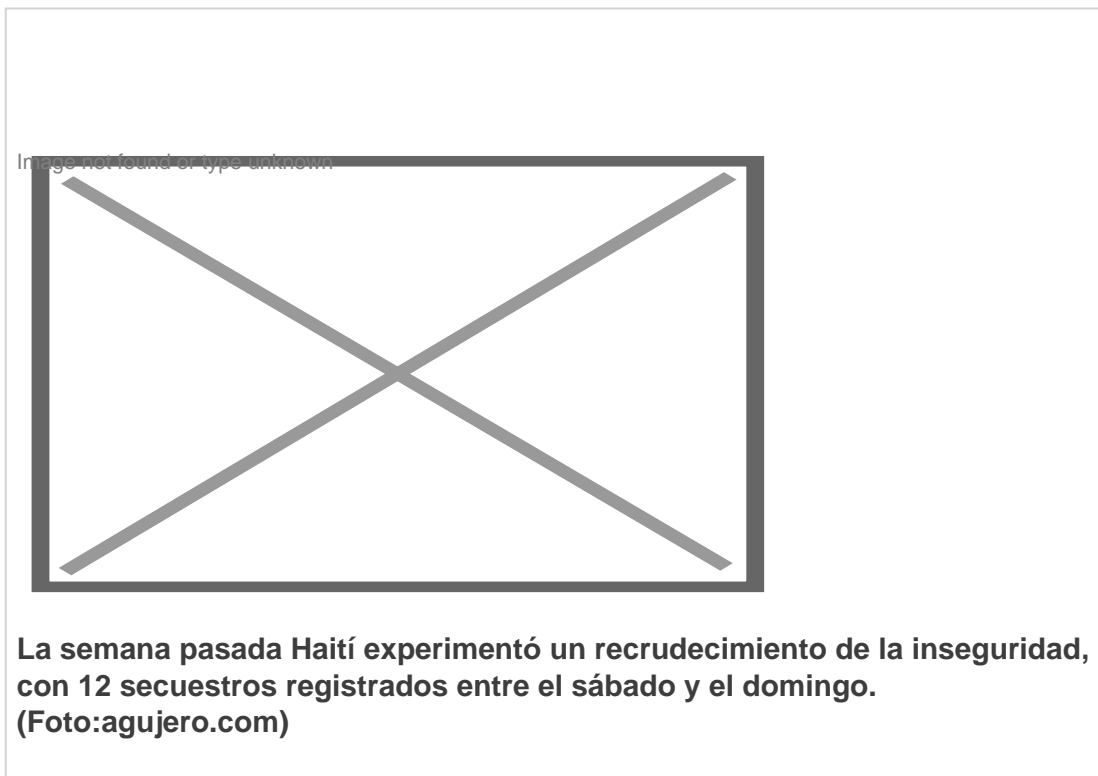 Image not found or type unknown
La semana pasada Haití experimentó un recrudecimiento de la inseguridad,
con 12 secuestros registrados entre el sábado y el domingo.
(Foto:agujero.com)